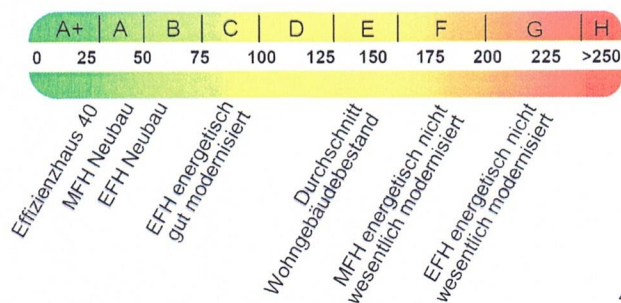 A+ A B C D E F G H
0 25 50 75 100 125 150 175 200 225 >250
Effizienzhaus 40
MFH Neubau
EFH Neubau
EFH energetisch
gut modernisiert
Durchschnitt
Wohngebäudebestand
MFH energetisch nicht
wesentlich modernisiert
EFH energetisch nicht
wesentlich modernisiert